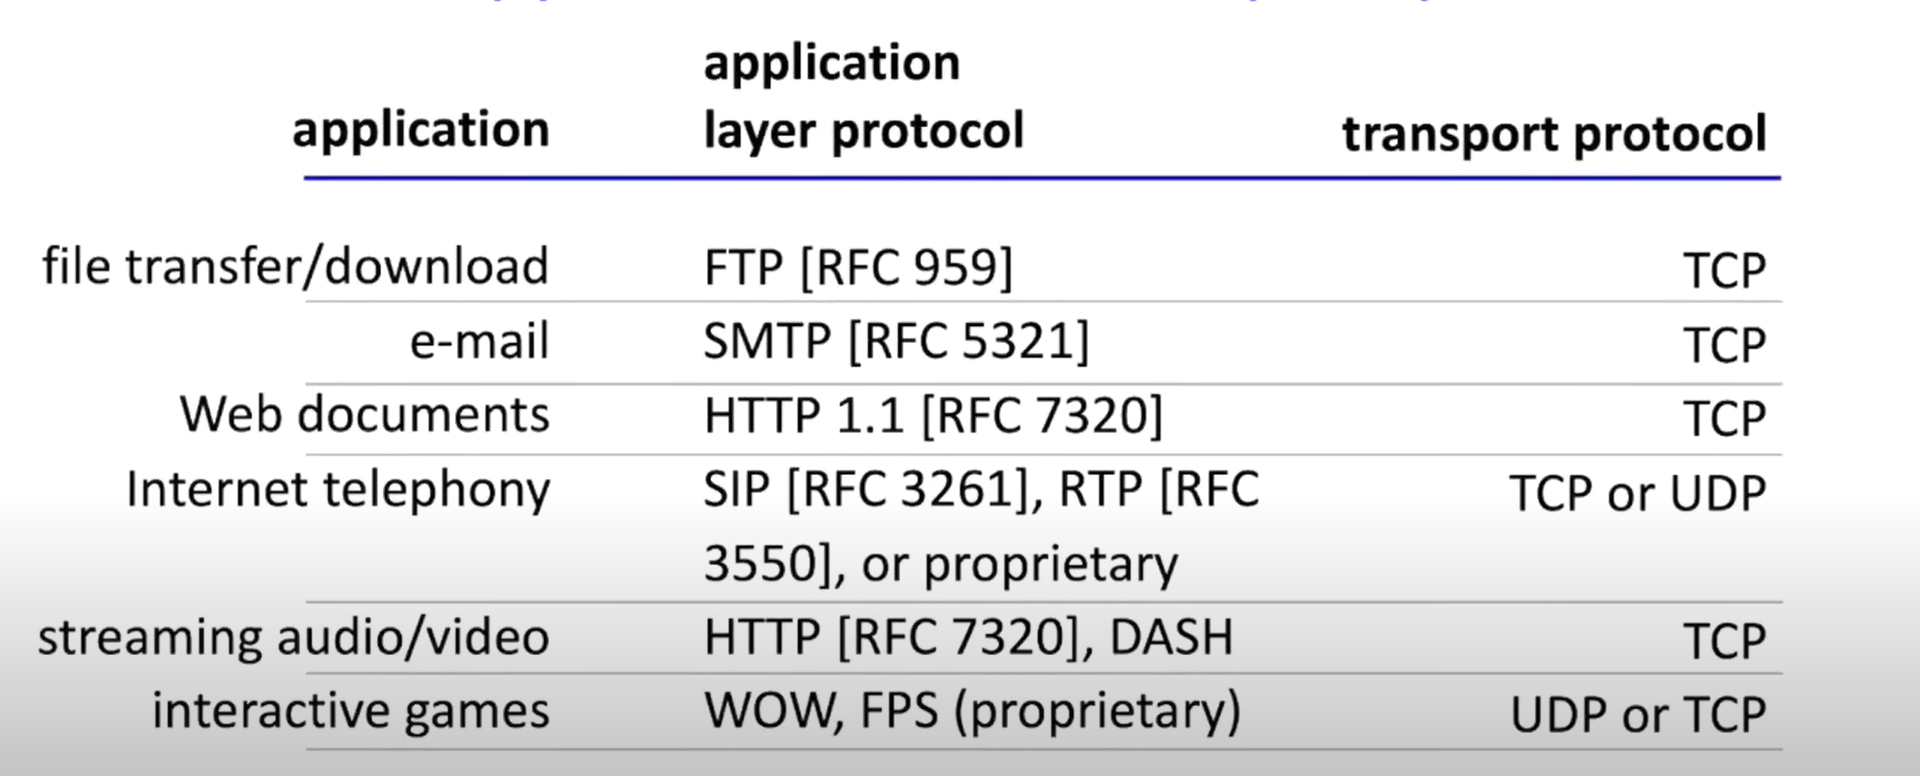 application
application
layer protocol
transport protocol
file transfer/download
FTP [RFC 959]
TCP
e-mail
SMTP [RFC 5321]
TCP
Web documents
HTTP 1.1 [RFC 7320]
TCP
Internet telephony
SIP [RFC 3261], RTP [RFC
3550], or proprietary
TCP or UDP
streaming audio/video
HTTP [RFC 7320], DASH
TCP
interactive games
WOW, FPS (proprietary)
UDP or TCP